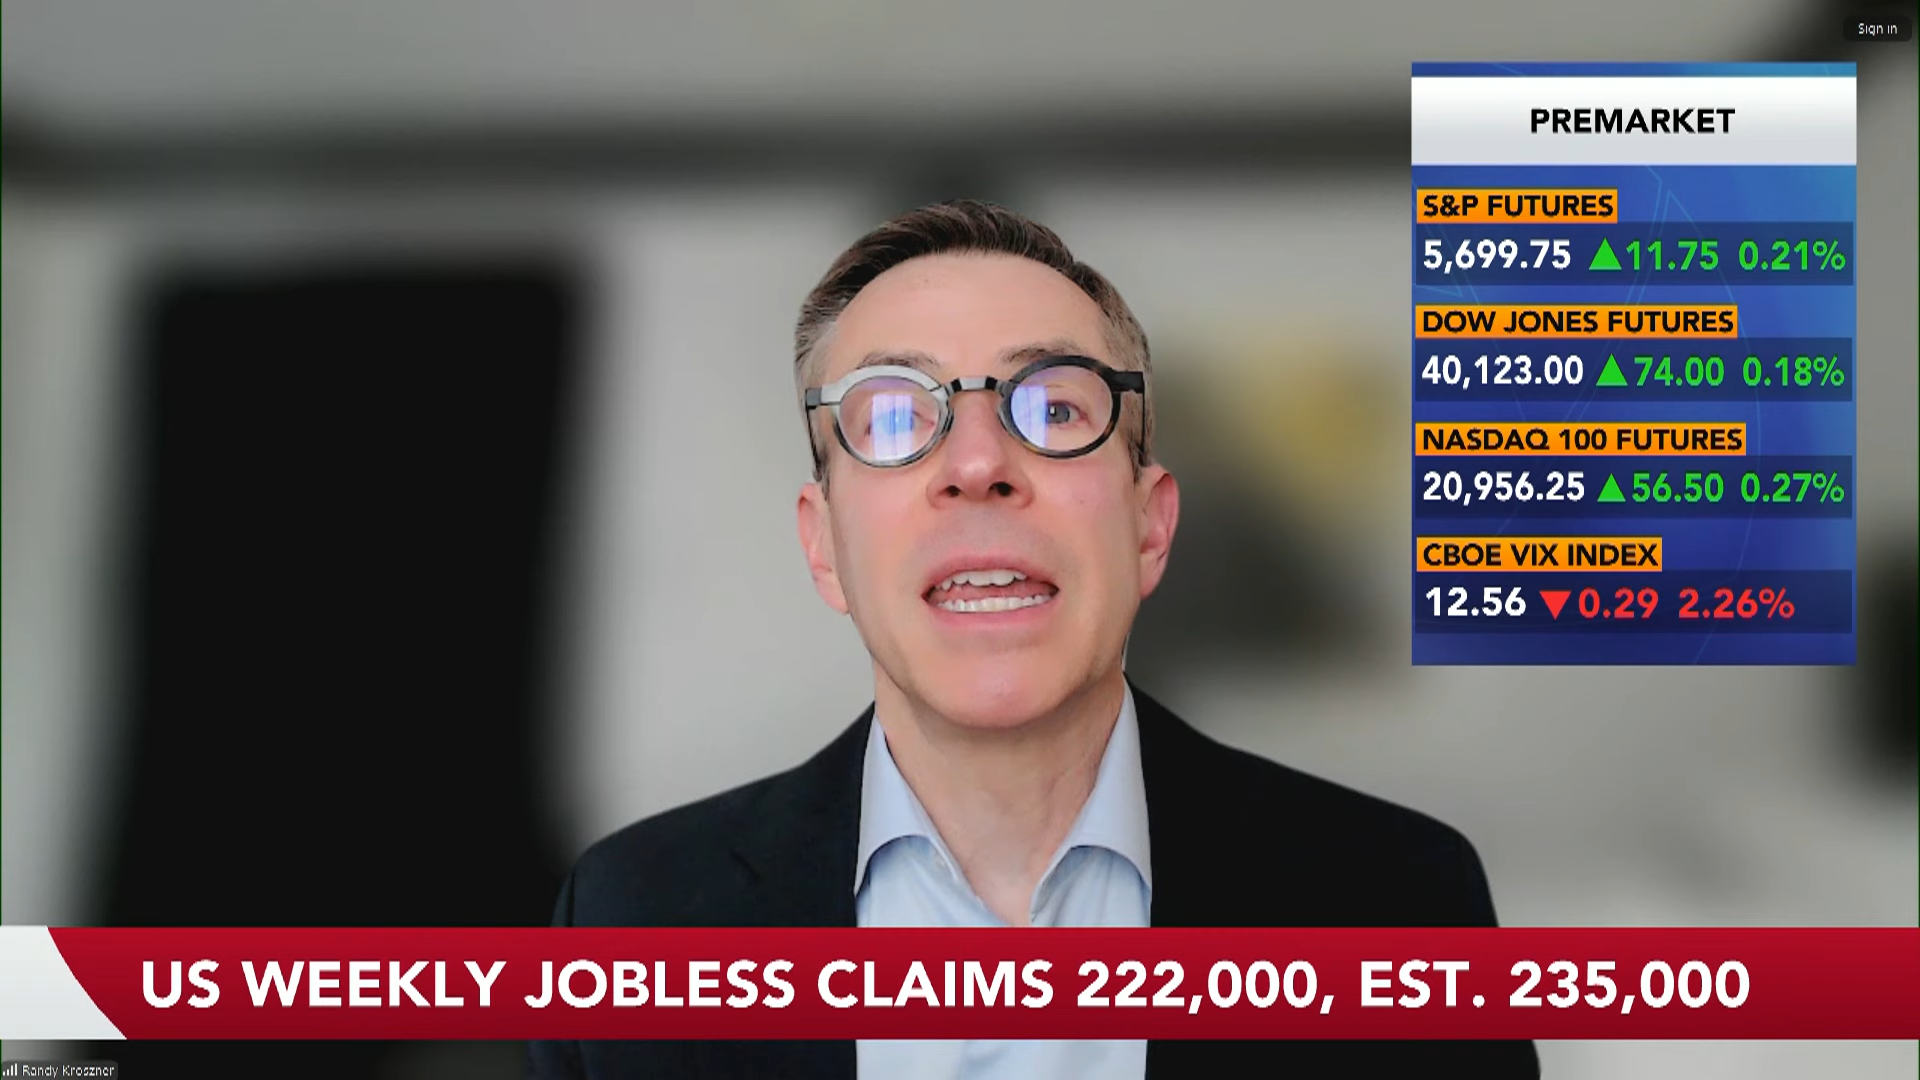 Sign in
PREMARKET
S&P FUTURES
5,699.75 ▲11.75 0.21%
DOW JONES FUTURES
40,123.00 ▲74.00 0.18%
NASDAQ 100 FUTURES
20,956.25 ▲56.50 0.27%
CBOE VIX INDEX
12.56 ▼0.29 2.26%
US WEEKLY JOBLESS CLAIMS 222,000, EST. 235,000
Randy Kroszner